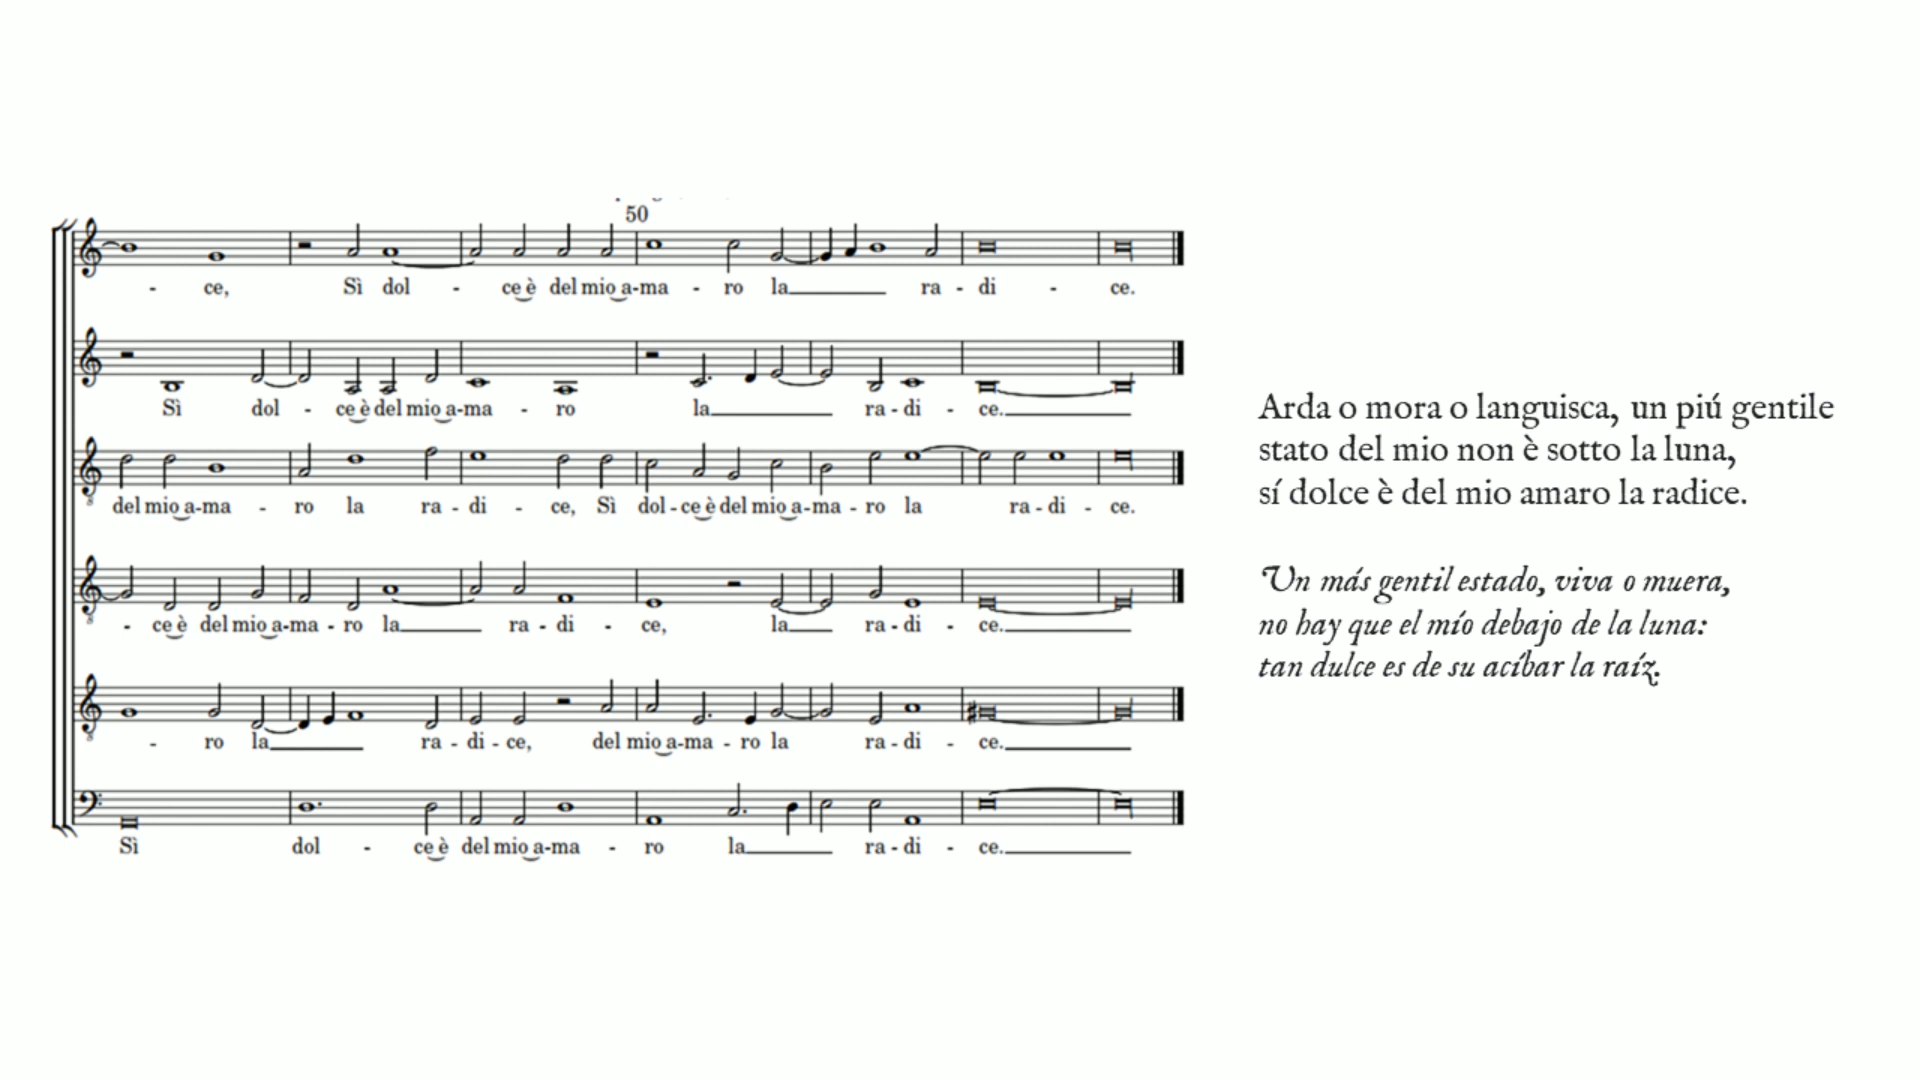 50
- ce, Sì dol - ce è del mio a-ma - ro la ra - di - ce.
Sì dol - ce è del mio a-ma - ro la ra - di - ce.
del mio a-ma - ro la ra - di - ce, Sì dol - ce è del mio a-ma - ro la ra - di - ce.
- ce è del mio a-ma - ro la ra - di - ce, la ra - di - ce.
- ro la ra - di - ce, del mio a-ma - ro la ra - di - ce.
Sì dol - ce è del mio a-ma - ro la ra - di - ce.
Arda o mora o languisca, un piú gentile
stato del mio non è sotto la luna,
sí dolce è del mio amaro la radice.
Un más gentil estado, viva o muera,
no hay que el mío debajo de la luna:
tan dulce es de su acíbar la raíz.